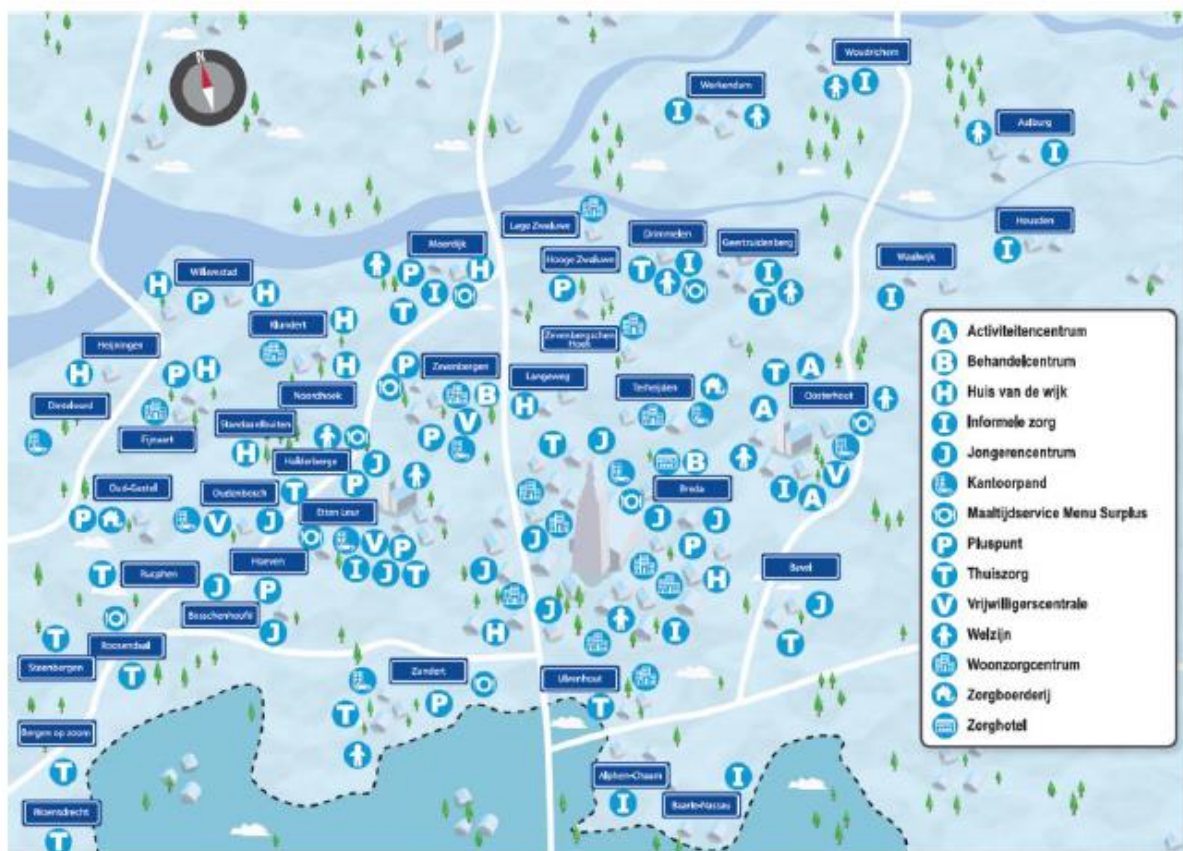 N
Woudrichem
Werkendam
Aalburg
Heusden
Lage Zwaluwe
Drimmelen
Geertruidenberg
Moerdijk
Hooge Zwaluwe
Waalwijk
Willemstad
Klundert
Zevenbergschen
Hoek
Heijningen
Zevenbergen
Langeweg
Terheijden
Oosterhout
Noordhoek
Dinteloord
Standdaarbuiten
Fijnaart
Halderberge
Oud-Gastel
Oudenbosch
Etten Leur
Breda
Hoeven
Rucphen
Bavel
Bosschenhoofd
Roosendaal
Steenbergen
Zundert
Ulvenhout
Bergen op zoom
Alphen-Chaam
Baarle-Nassau
Woensdrecht
A Activiteitencentrum
B Behandelcentrum
H Huis van de wijk
I Informele zorg
J Jongerencentrum
Kantoorpand
Maaltijdservice Menu Surplus
P Pluspunt
T Thuiszorg
V Vrijwilligerscentrale
Welzijn
Woonzorgcentrum
Zorgboerderij
Zorghotel